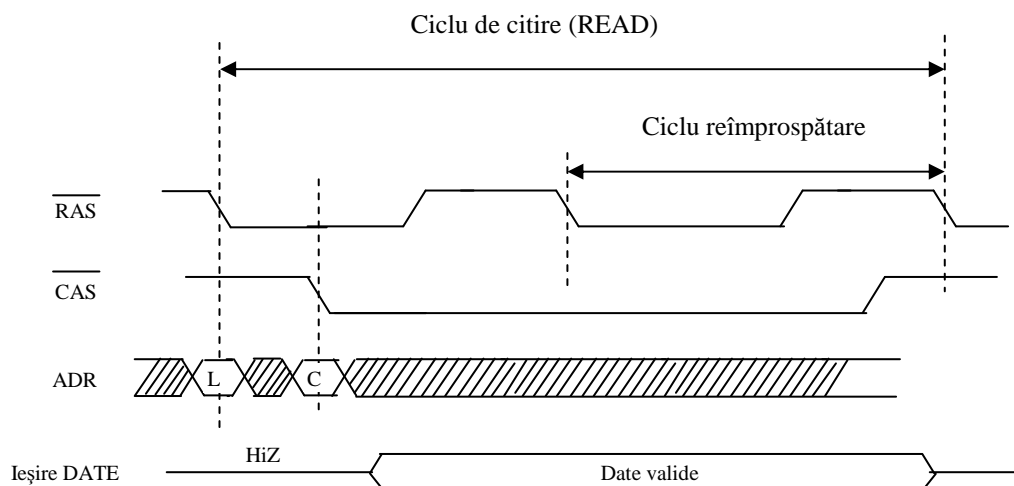 Ciclu de citire (READ)
Ciclu reîmprospătare
RAS
CAS
ADR
L
C
HiZ
Ieşire DATE
Date valide